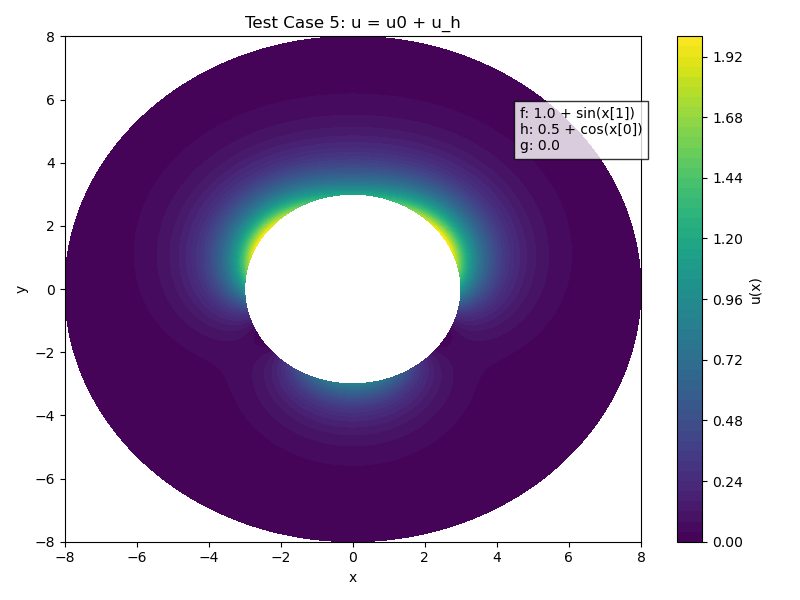 Test Case 5: u = u0 + u_h
8
6
4
2
0
−2
−4
−6
−8
y
−8 −6 −4 −2 0 2 4 6 8
x
f: 1.0 + sin(x[1])
h: 0.5 + cos(x[0])
g: 0.0
1.92
1.68
1.44
1.20
0.96
0.72
0.48
0.24
0.00
u(x)